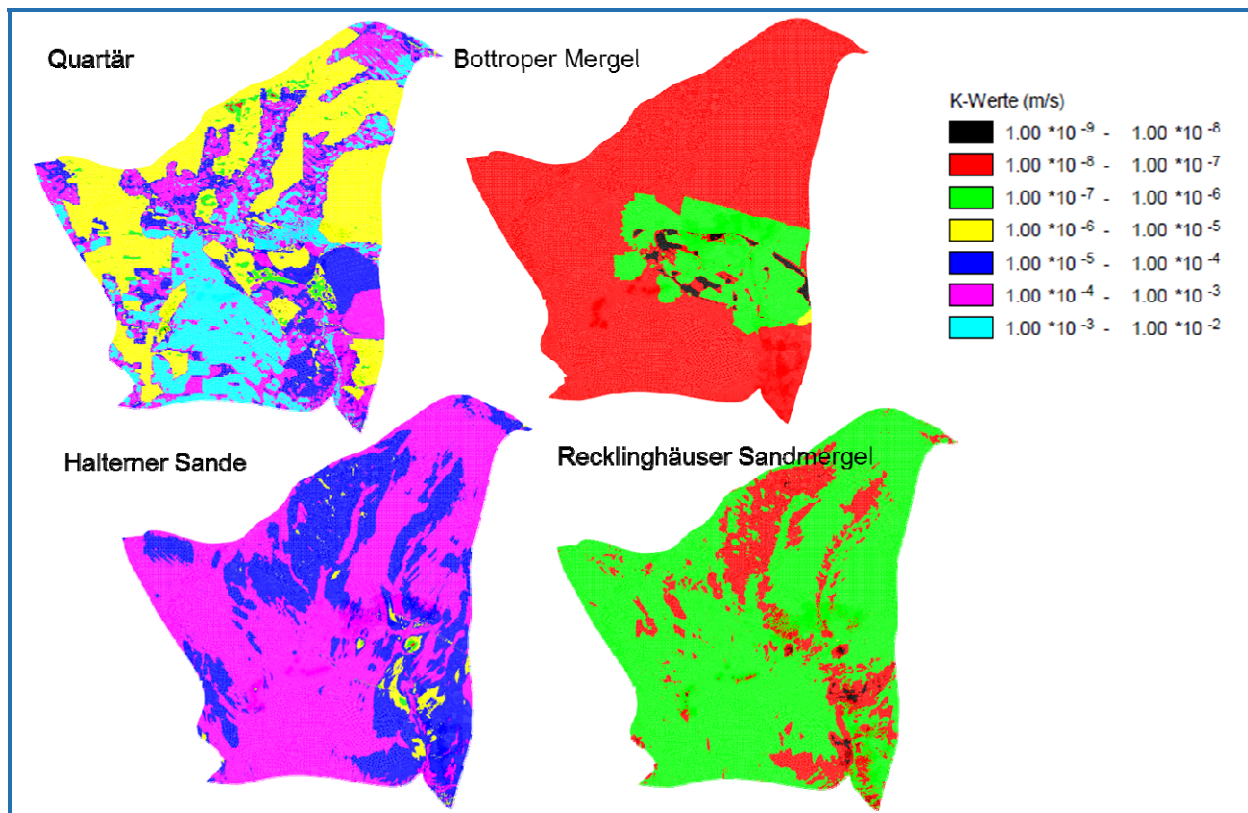 Quartär
Bottroper Mergel
K-Werte (m/s)
1.00 *10 -9 - 1.00 *10 -8
1.00 *10 -8 - 1.00 *10 -7
1.00 *10 -7 - 1.00 *10 -6
1.00 *10 -6 - 1.00 *10 -5
1.00 *10 -5 - 1.00 *10 -4
1.00 *10 -4 - 1.00 *10 -3
1.00 *10 -3 - 1.00 *10 -2
Halterner Sande
Recklinghäuser Sandmergel